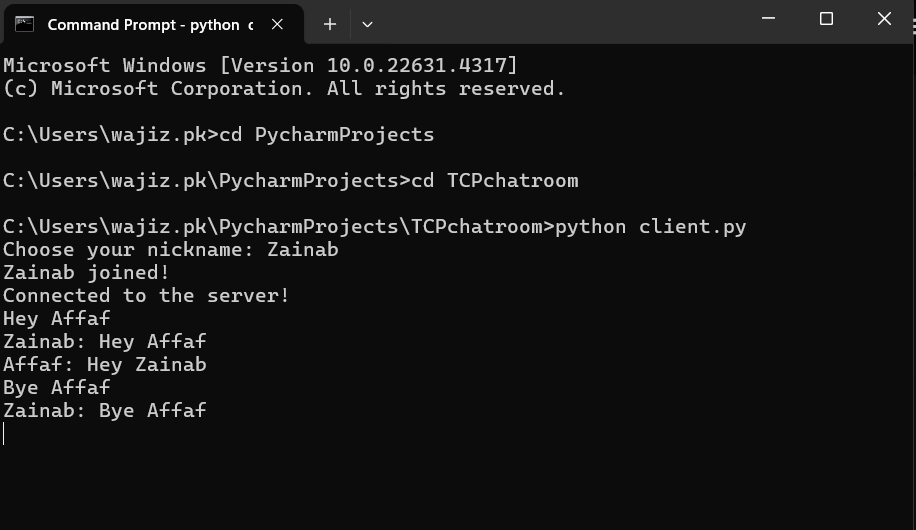 Command Prompt - python c
Microsoft Windows [Version 10.0.22631.4317]
(c) Microsoft Corporation. All rights reserved.
C:\Users\wajiz.pk>cd PycharmProjects
C:\Users\wajiz.pk\PycharmProjects>cd TCPchatroom
C:\Users\wajiz.pk\PycharmProjects\TCPchatroom>python client.py
Choose your nickname: Zainab
Zainab joined!
Connected to the server!
Hey Affaf
Zainab: Hey Affaf
Affaf: Hey Zainab
Bye Affaf
Zainab: Bye Affaf